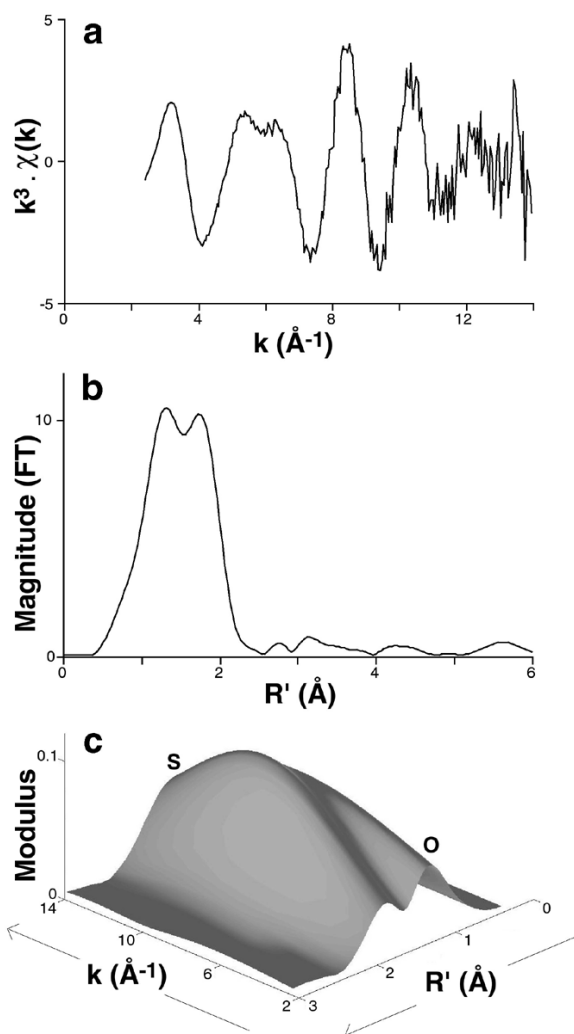 a
5
0
-5
k³ . χ(k)
0 4 8 12
k (Å-1)
b
10
0
Magnitude (FT)
0 2 4 6
R' (Å)
c
S
O
0.1
0
Modulus
14 10 6 2
k (Å-1)
3 2 1 0
R' (Å)